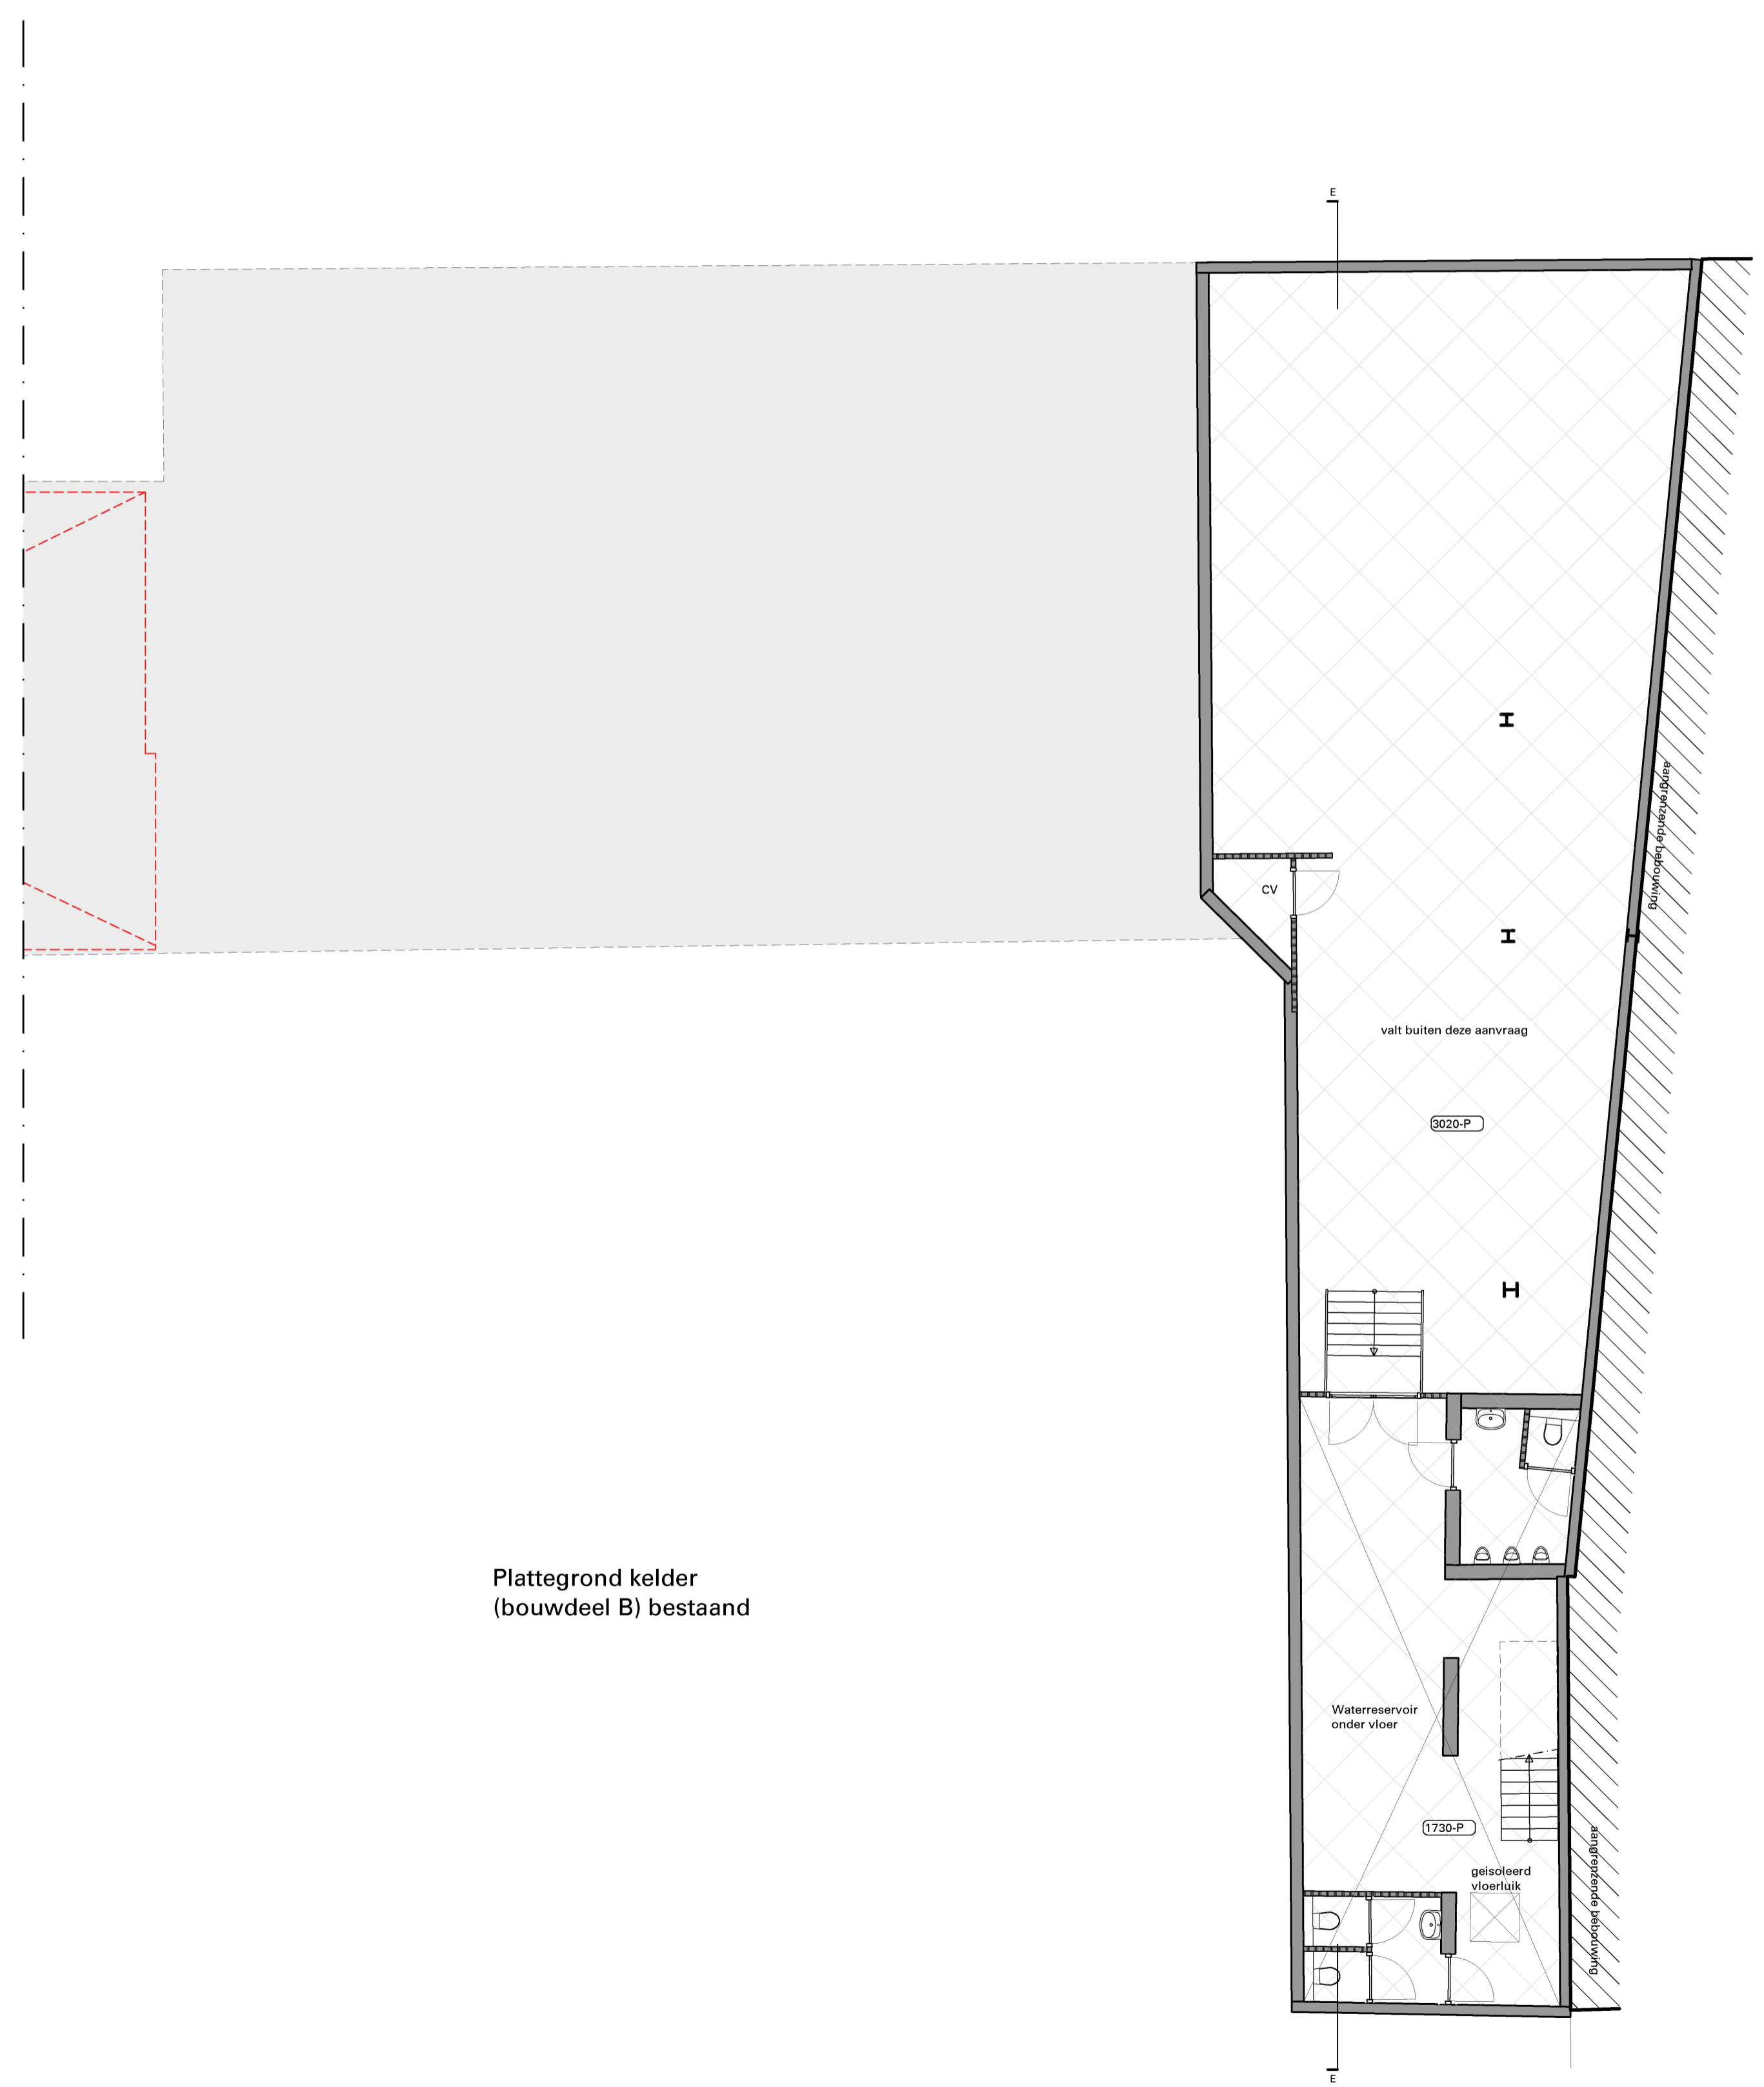 E
CV
aangrenzende bebouwing
valt buiten deze aanvraag
3020-P
Plattegrond kelder
(bouwdeel B) bestaand
Waterreservoir
onder vloer
1730-P
geisoleerd
vloerluik
aangrenzende bebouwing
E